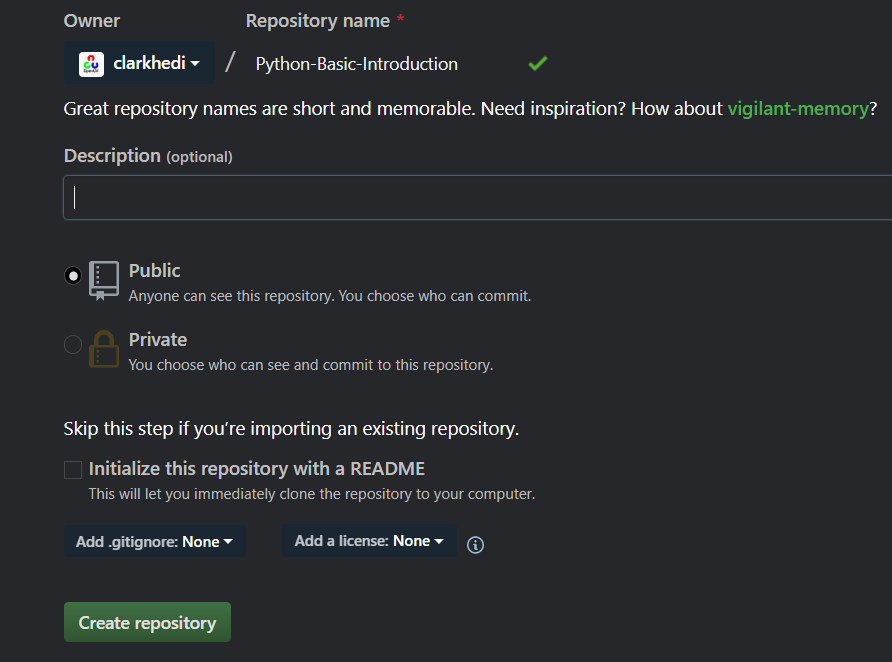 Owner Repository name *
clarkhedi / Python-Basic-Introduction
Great repository names are short and memorable. Need inspiration? How about vigilant-memory?
Description (optional)
Public
Anyone can see this repository. You choose who can commit.
Private
You choose who can see and commit to this repository.
Skip this step if you’re importing an existing repository.
Initialize this repository with a README
This will let you immediately clone the repository to your computer.
Add .gitignore: None Add a license: None
Create repository